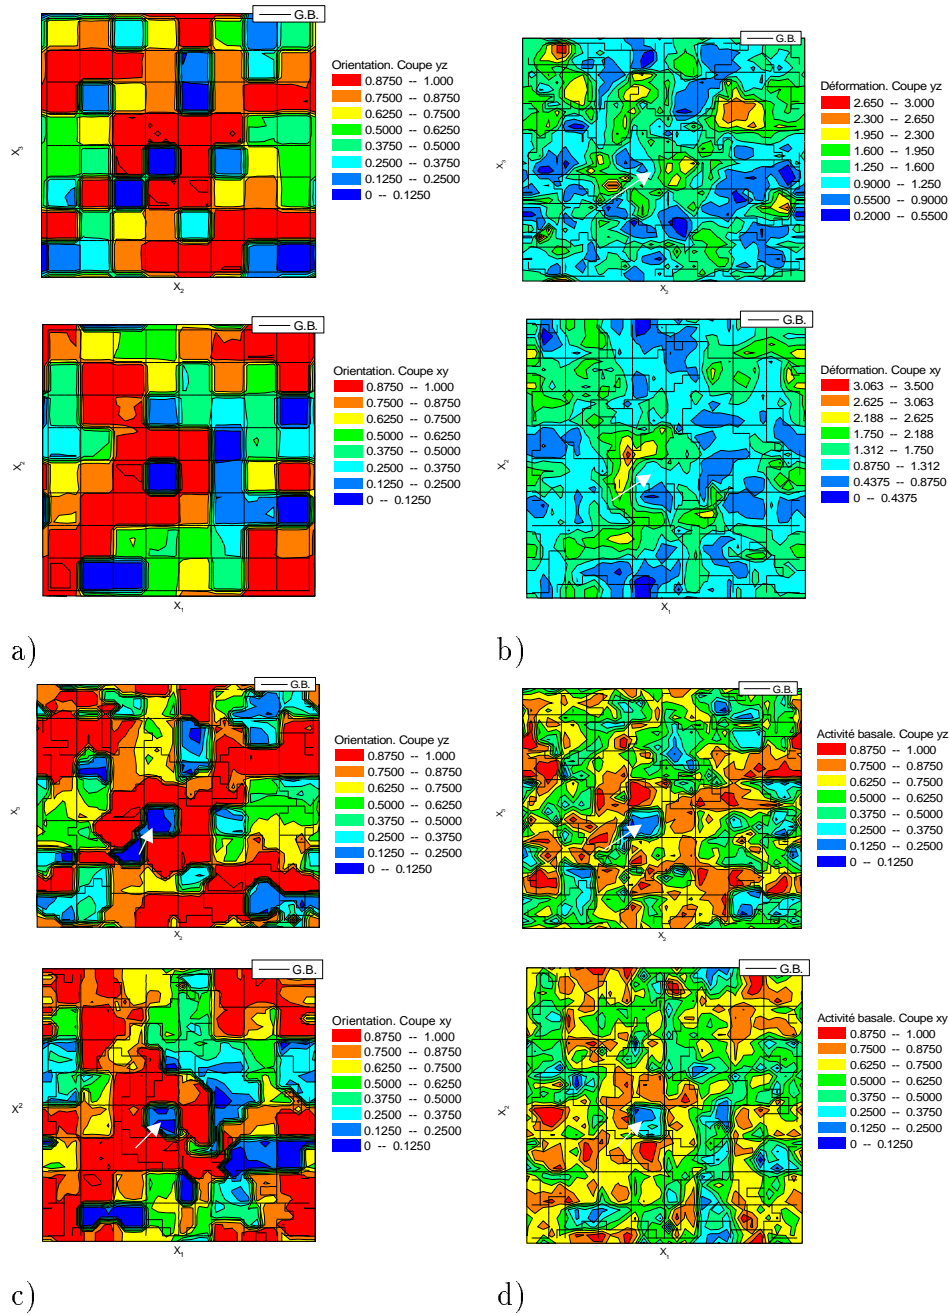 G.B.
Orientation. Coupe yz
0.8750 -- 1.000
0.7500 -- 0.8750
0.6250 -- 0.7500
0.5000 -- 0.6250
0.3750 -- 0.5000
0.2500 -- 0.3750
0.1250 -- 0.2500
0 -- 0.1250
X3
X2
G.B.
Orientation. Coupe xy
0.8750 -- 1.000
0.7500 -- 0.8750
0.6250 -- 0.7500
0.5000 -- 0.6250
0.3750 -- 0.5000
0.2500 -- 0.3750
0.1250 -- 0.2500
0 -- 0.1250
X2
X1
a)
G.B.
Déformation. Coupe yz
2.650 -- 3.000
2.300 -- 2.650
1.950 -- 2.300
1.600 -- 1.950
1.250 -- 1.600
0.9000 -- 1.250
0.5500 -- 0.9000
0.2000 -- 0.5500
X3
X2
G.B.
Déformation. Coupe xy
3.063 -- 3.500
2.625 -- 3.063
2.188 -- 2.625
1.750 -- 2.188
1.312 -- 1.750
0.8750 -- 1.312
0.4375 -- 0.8750
0 -- 0.4375
X2
X1
b)
G.B.
Orientation. Coupe yz
0.8750 -- 1.000
0.7500 -- 0.8750
0.6250 -- 0.7500
0.5000 -- 0.6250
0.3750 -- 0.5000
0.2500 -- 0.3750
0.1250 -- 0.2500
0 -- 0.1250
X3
X2
G.B.
Orientation. Coupe xy
0.8750 -- 1.000
0.7500 -- 0.8750
0.6250 -- 0.7500
0.5000 -- 0.6250
0.3750 -- 0.5000
0.2500 -- 0.3750
0.1250 -- 0.2500
0 -- 0.1250
X2
X1
c)
G.B.
Activité basale. Coupe yz
0.8750 -- 1.000
0.7500 -- 0.8750
0.6250 -- 0.7500
0.5000 -- 0.6250
0.3750 -- 0.5000
0.2500 -- 0.3750
0.1250 -- 0.2500
0 -- 0.1250
X3
X2
G.B.
Activité basale. Coupe xy
0.8750 -- 1.000
0.7500 -- 0.8750
0.6250 -- 0.7500
0.5000 -- 0.6250
0.3750 -- 0.5000
0.2500 -- 0.3750
0.1250 -- 0.2500
0 -- 0.1250
X2
X1
d)